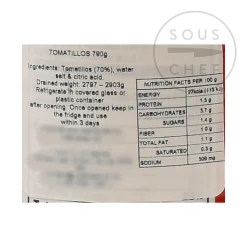 SOUS
CHEF
TOMATILLOS 790g
Ingredients: Tomatillos (70%), water
salt & citric acid.
Drained weight: 2797 – 2903g
Refrigerate in covered glass or
plastic container
after opening. Once opened keep in
the fridge and use
within 3 days
NUTRITION FACTS PER 100 g
ENERGY
PROTEIN 1.5 g
CARBOHYDRATES 3.7 g
SUGARS 1.4 g
FIBER 1.0 g
TOTAL FAT 1.1 g
SATURATED 0.3 g
SODIUM 509 mg